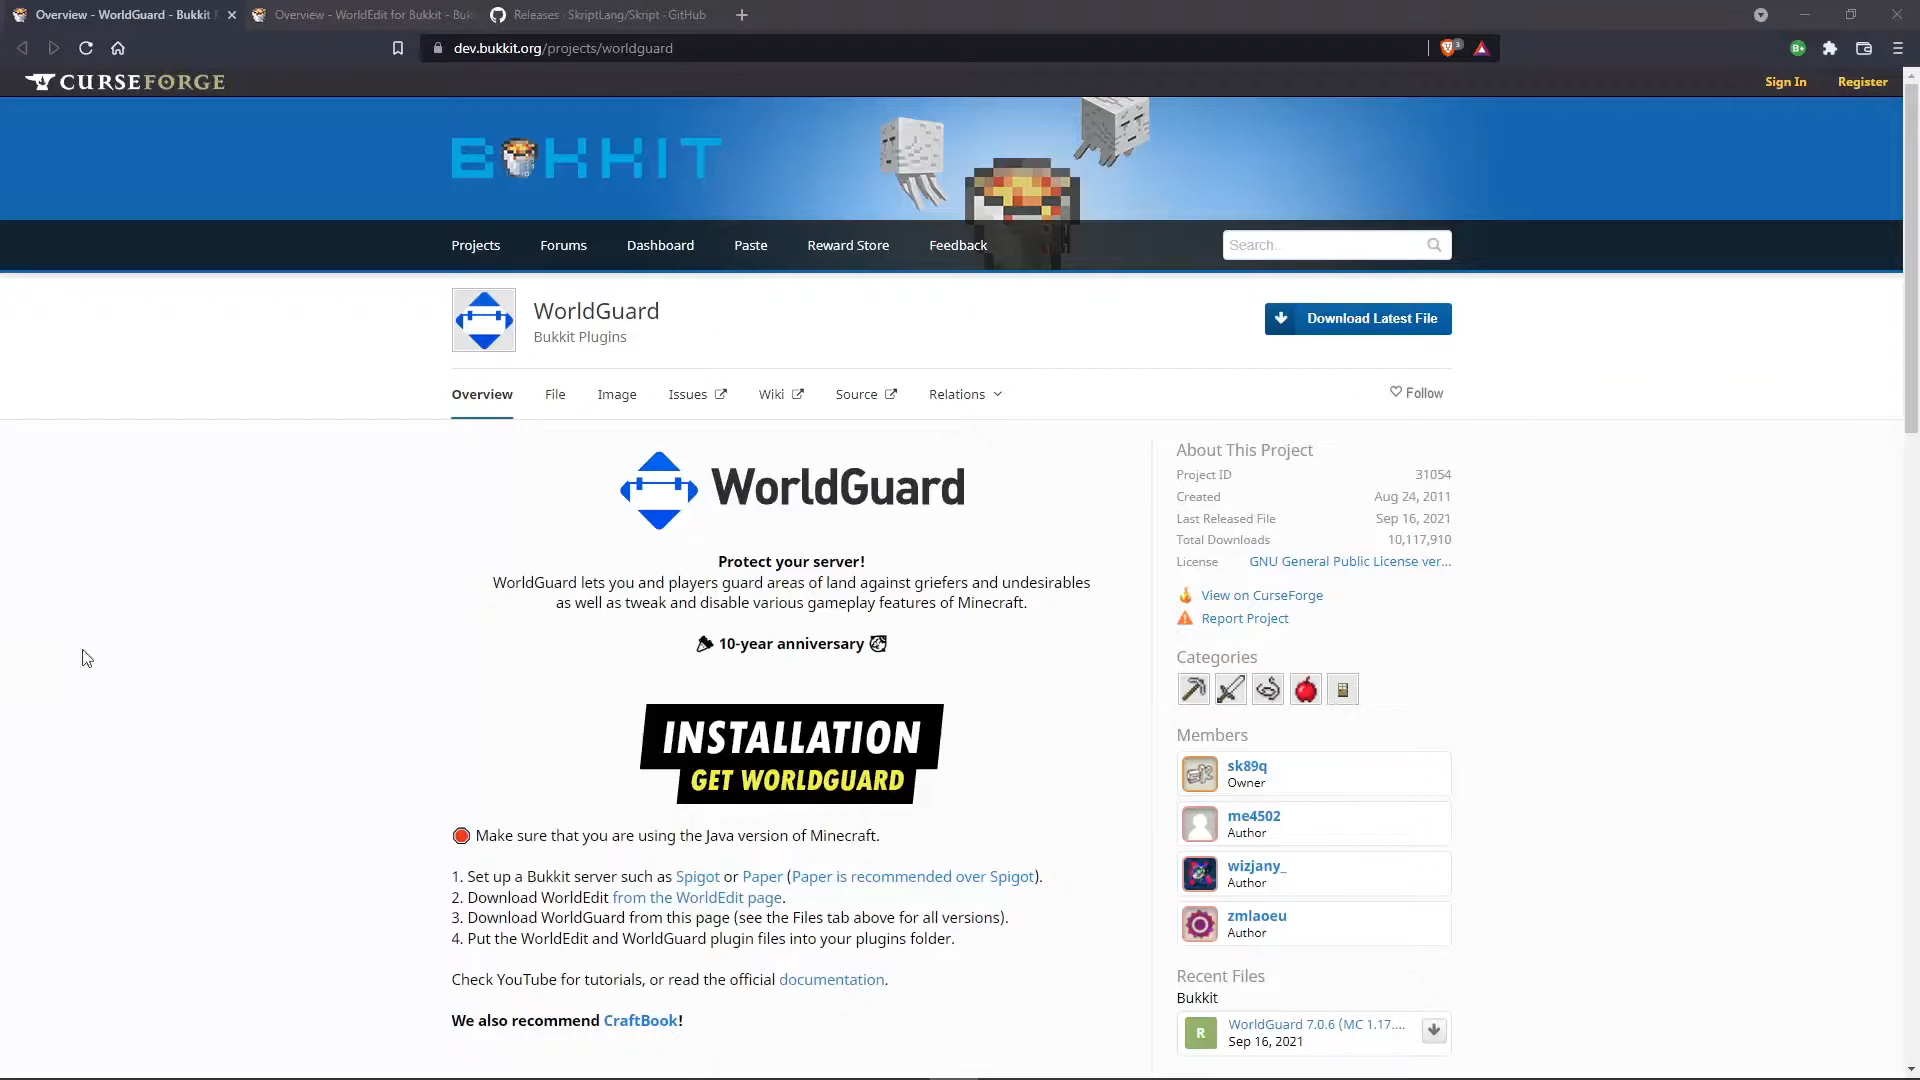 Overview - WorldGuard - Bukkit
Overview - WorldEdit for Bukkit - Buk
Releases · SkriptLang/Skript · GitHub
dev.bukkit.org/projects/worldguard
3
B+
CURSEFORGE
Sign In
Register
BUKKIT
Projects
Forums
Dashboard
Paste
Reward Store
Feedback
Search...
WorldGuard
Bukkit Plugins
Download Latest File
Overview
File
Image
Issues
Wiki
Source
Relations
Follow
WorldGuard
Protect your server!
WorldGuard lets you and players guard areas of land against griefers and undesirables
as well as tweak and disable various gameplay features of Minecraft.
10-year anniversary
INSTALLATION
GET WORLDGUARD
Make sure that you are using the Java version of Minecraft.
1. Set up a Bukkit server such as Spigot or Paper (Paper is recommended over Spigot).
2. Download WorldEdit from the WorldEdit page.
3. Download WorldGuard from this page (see the Files tab above for all versions).
4. Put the WorldEdit and WorldGuard plugin files into your plugins folder.
Check YouTube for tutorials, or read the official documentation.
We also recommend CraftBook!
About This Project
Project ID 31054
Created Aug 24, 2011
Last Released File Sep 16, 2021
Total Downloads 10,117,910
License GNU General Public License ver...
View on CurseForge
Report Project
Categories
Members
sk89q
Owner
me4502
Author
wizjany_
Author
zmlaoeu
Author
Recent Files
Bukkit
R
WorldGuard 7.0.6 (MC 1.17....
Sep 16, 2021